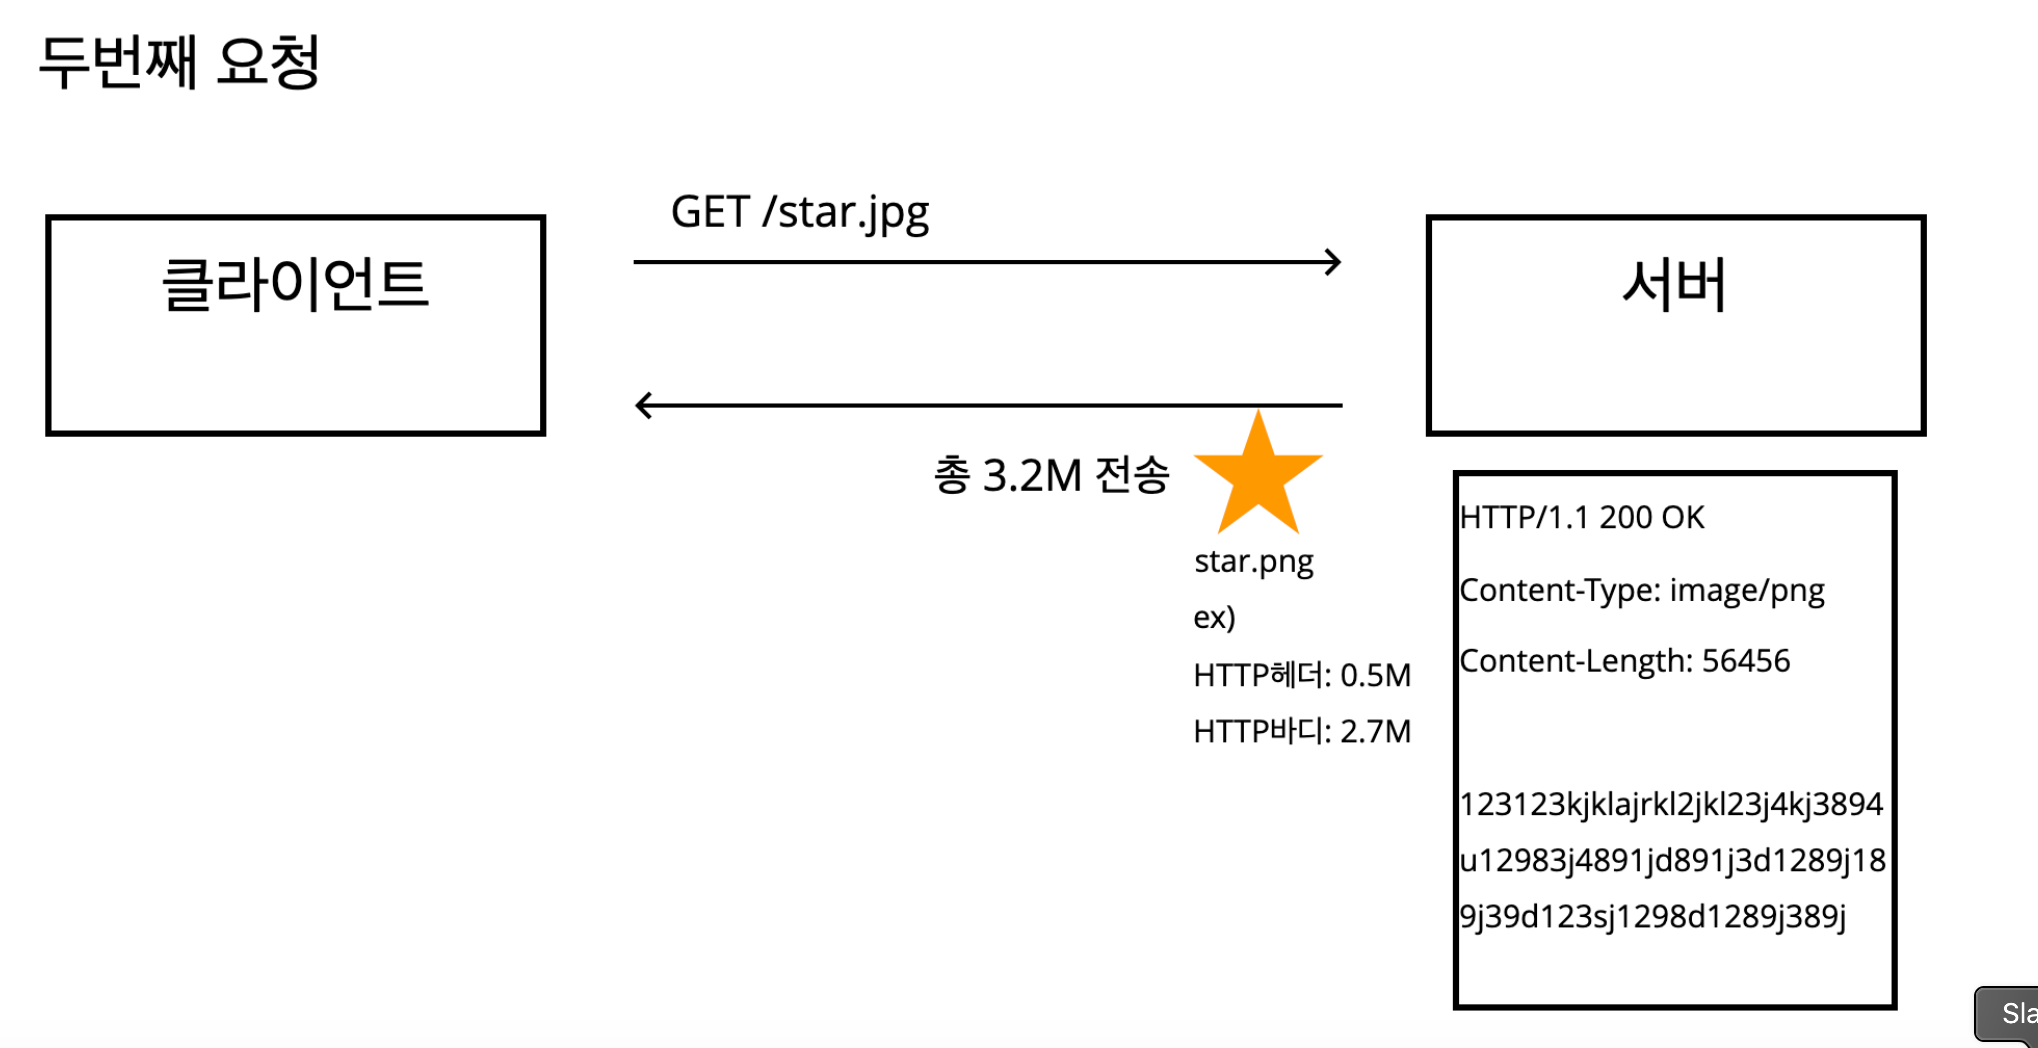 두번째 요청
GET /star.jpg
클라이언트
서버
총 3.2M 전송
star.png
ex)
HTTP헤더: 0.5M
HTTP바디: 2.7M
HTTP/1.1 200 OK
Content-Type: image/png
Content-Length: 56456
123123kjklajrkl2jkl23j4kj3894
u12983j4891jd891j3d1289j18
9j39d123sj1298d1289j389j
Sla